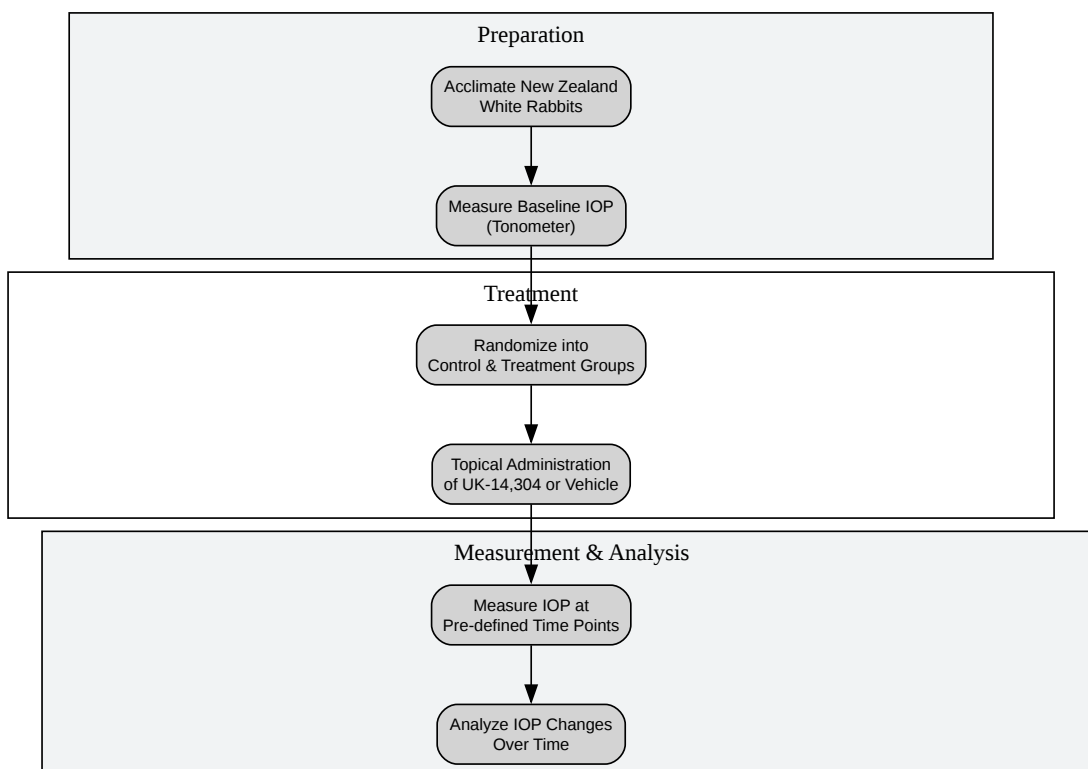 Preparation
Acclimate New Zealand
White Rabbits
Measure Baseline IOP
(Tonometer)
Treatment
Randomize into
Control & Treatment Groups
Topical Administration
of UK-14,304 or Vehicle
Measurement & Analysis
Measure IOP at
Pre-defined Time Points
Analyze IOP Changes
Over Time